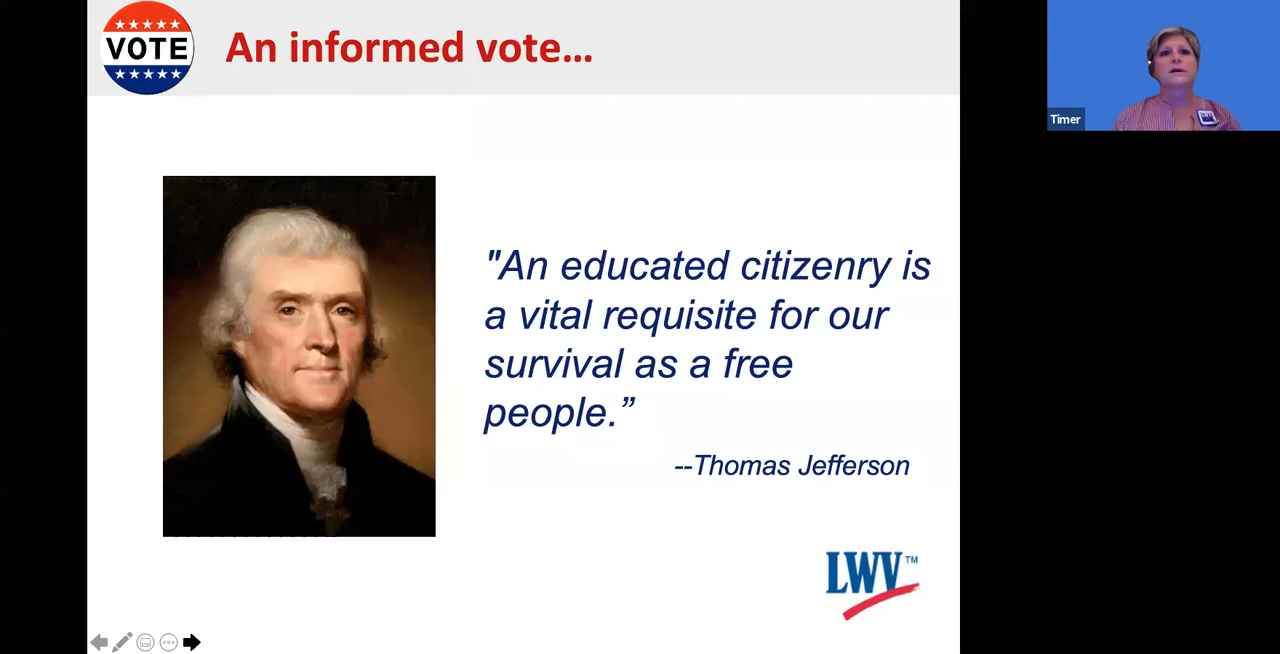 VOTE
An informed vote...
Timer
"An educated citizenry is
a vital requisite for our
survival as a free
people.”
--Thomas Jefferson
LWV™